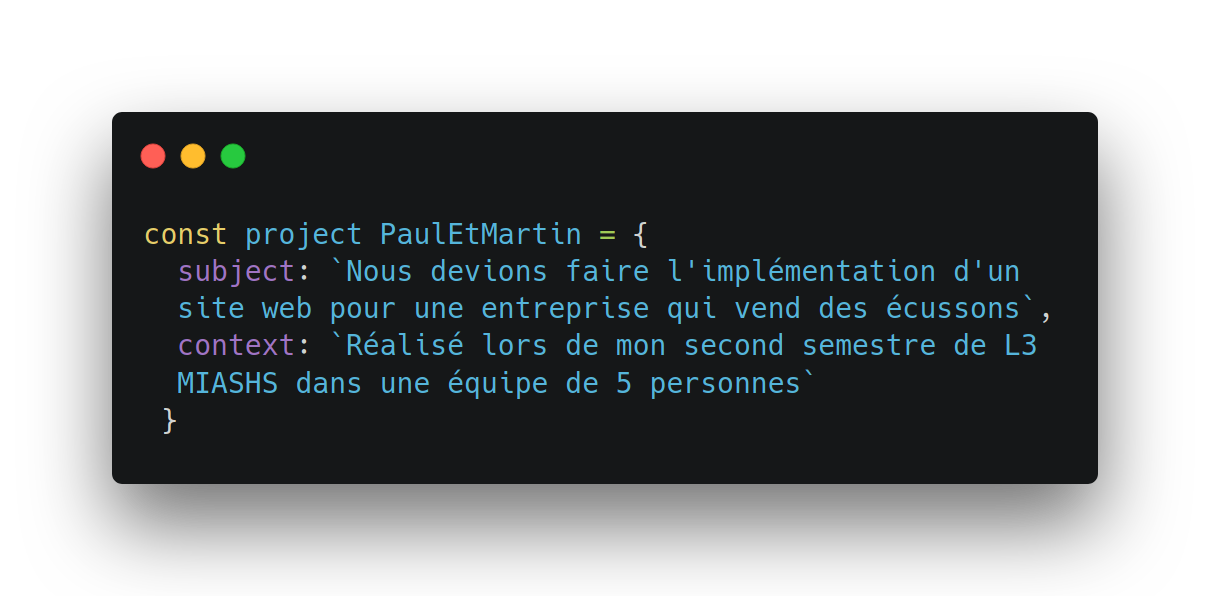 const project PaulEtMartin = {
subject: `Nous devions faire l'implémentation d'un
site web pour une entreprise qui vend des écussons`,
context: `Réalisé lors de mon second semestre de L3
MIASHS dans une équipe de 5 personnes`
}